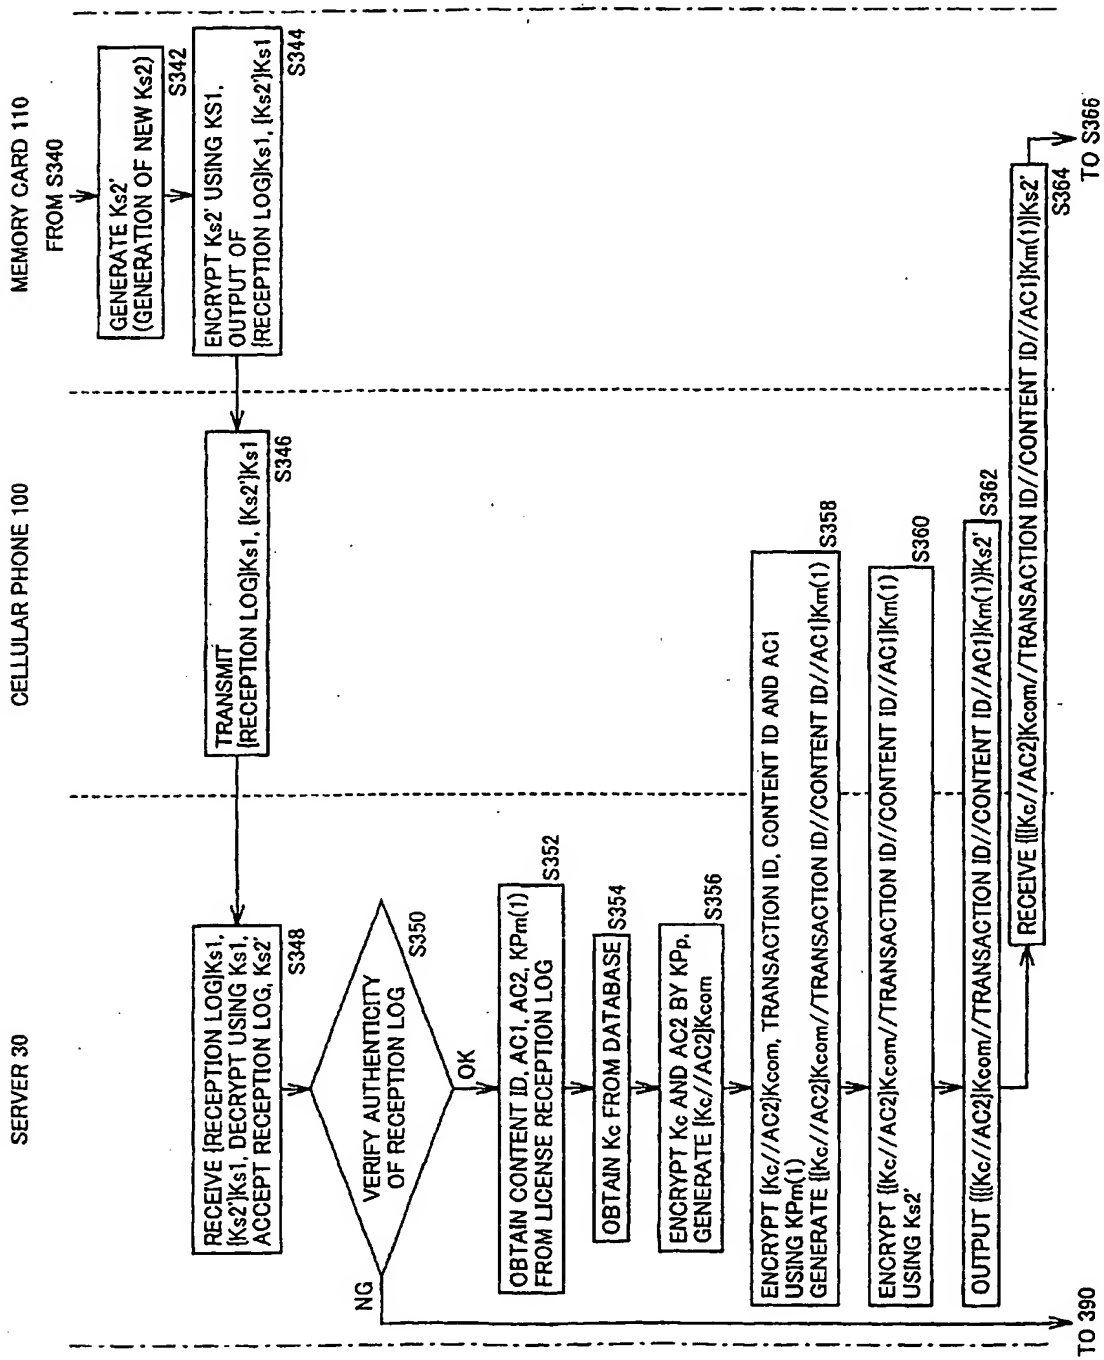 SERVER 30
CELLULAR PHONE 100
MEMORY CARD 110
FROM S340
GENERATE Ks2'
(GENERATION OF NEW Ks2)
S342
ENCRYPT Ks2' USING KS1,
OUTPUT OF
{RECEPTION LOG}Ks1, {Ks2'}Ks1
S344
TRANSMIT
{RECEPTION LOG}Ks1, {Ks2'}Ks1
S346
RECEIVE {RECEPTION LOG}Ks1,
{Ks2'}Ks1, DECRYPT USING Ks1,
ACCEPT RECEPTION LOG, Ks2'
S348
VERIFY AUTHENTICITY
OF RECEPTION LOG
S350
NG
OK
OBTAIN CONTENT ID, AC1, AC2, KPm(1)
FROM LICENSE RECEPTION LOG
S352
OBTAIN Kc FROM DATABASE
S354
ENCRYPT Kc AND AC2 BY KPp,
GENERATE {Kc//AC2}Kcom
S356
ENCRYPT {Kc//AC2}Kcom, TRANSACTION ID, CONTENT ID AND AC1
USING KPm(1)
GENERATE {{Kc//AC2}Kcom//TRANSACTION ID//CONTENT ID//AC1}Km(1)
S358
ENCRYPT {{Kc//AC2}Kcom//TRANSACTION ID//CONTENT ID//AC1}Km(1)
USING Ks2'
S360
OUTPUT {{{Kc//AC2}Kcom//TRANSACTION ID//CONTENT ID//AC1}Km(1)}Ks2'
S362
RECEIVE {{{Kc//AC2}Kcom//TRANSACTION ID//CONTENT ID//AC1}Km(1)}Ks2'
S364
TO S366
TO 390